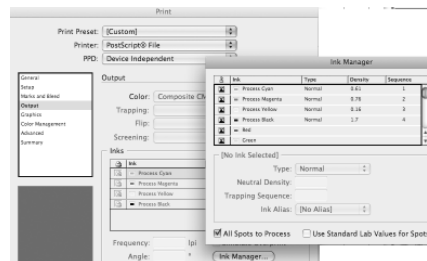 Print
Print Preset: [Custom]
Printer: PostScript® File
PPD: Device Independent
General
Setup
Marks and Bleed
Output
Graphics
Color Management
Advanced
Summary
Output
Color: Composite CM
Trapping:
Flip:
Screening:
Inks
Ink
Process Cyan
Process Magenta
Process Yellow
Process Black
Frequency: lpi
Angle: °
Ink Manager...
Ink Manager
Ink Type Density Sequence
Process Cyan Normal 0.61 1
Process Magenta Normal 0.76 2
Process Yellow Normal 0.16 3
Process Black Normal 1.7 4
Red
Green
[No Ink Selected]
Type: Normal
Neutral Density:
Trapping Sequence:
Ink Alias: [No Alias]
All Spots to Process Use Standard Lab Values for Spots